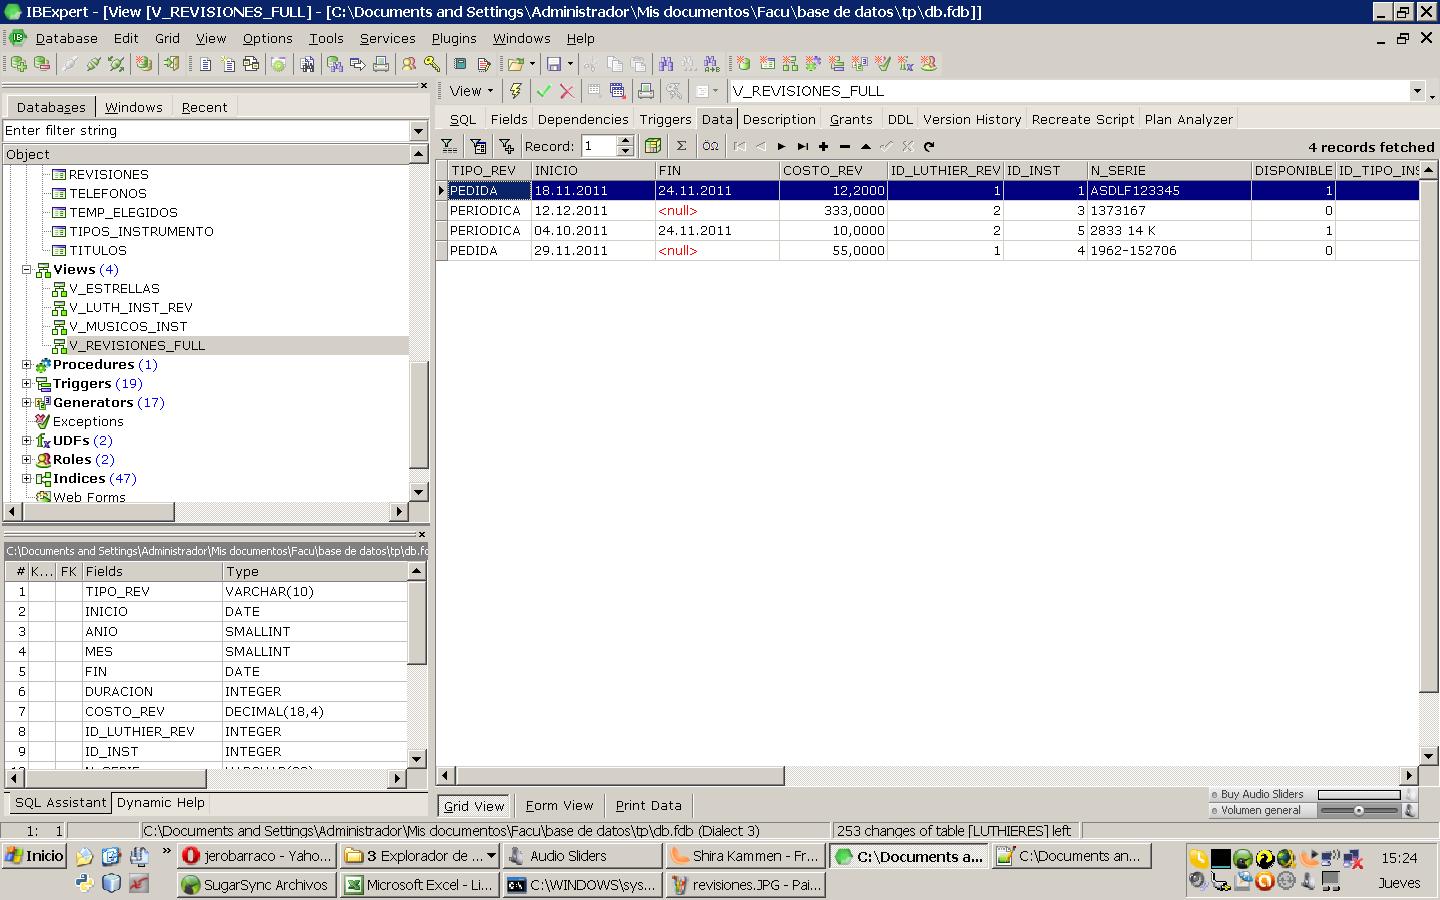 IBExpert - [View [V_REVISIONES_FULL] - [C:\Documents and Settings\Administrador\Mis documentos\Facu\base de datos\tp\db.fdb]]
Database Edit Grid View Options Tools Services Plugins Windows Help
View V_REVISIONES_FULL
Databases Windows Recent
SQL Fields Dependencies Triggers Data Description Grants DDL Version History Recreate Script Plan Analyzer
Enter filter string
Record: 1 4 records fetched
Object
REVISIONES
TELEFONOS
TEMP_ELEGIDOS
TIPOS_INSTRUMENTO
TITULOS
Views (4)
V_ESTRELLAS
V_LUTH_INST_REV
V_MUSICOS_INST
V_REVISIONES_FULL
Procedures (1)
Triggers (19)
Generators (17)
Exceptions
UDFs (2)
Roles (2)
Indices (47)
Web Forms
TIPO_REV INICIO FIN COSTO_REV ID_LUTHIER_REV ID_INST N_SERIE DISPONIBLE ID_TIPO_INS
PEDIDA 18.11.2011 24.11.2011 12,2000 1 1 ASDLF123345 1
PERIODICA 12.12.2011 <null> 333,0000 2 3 1373167 0
PERIODICA 04.10.2011 24.11.2011 10,0000 2 5 2833 14 K 1
PEDIDA 29.11.2011 <null> 55,0000 1 4 1962-152706 0
C:\Documents and Settings\Administrador\Mis documentos\Facu\base de datos\tp\db.fd
# K... FK Fields Type
1 TIPO_REV VARCHAR(10)
2 INICIO DATE
3 ANIO SMALLINT
4 MES SMALLINT
5 FIN DATE
6 DURACION INTEGER
7 COSTO_REV DECIMAL(18,4)
8 ID_LUTHIER_REV INTEGER
9 ID_INST INTEGER
SQL Assistant Dynamic Help
Grid View Form View Print Data
Buy Audio Sliders
Volumen general
1: 1 C:\Documents and Settings\Administrador\Mis documentos\Facu\base de datos\tp\db.fdb (Dialect 3) 253 changes of table [LUTHIERES] left
Inicio » jerobarraco - Yaho... 3 Explorador de ... Audio Sliders Shira Kammen - Fr... C:\Documents a... C:\Documents an... 15:24
SugarSync Archivos Microsoft Excel - Li... C:\WINDOWS\sys... revisiones.JPG - Pai... Jueves